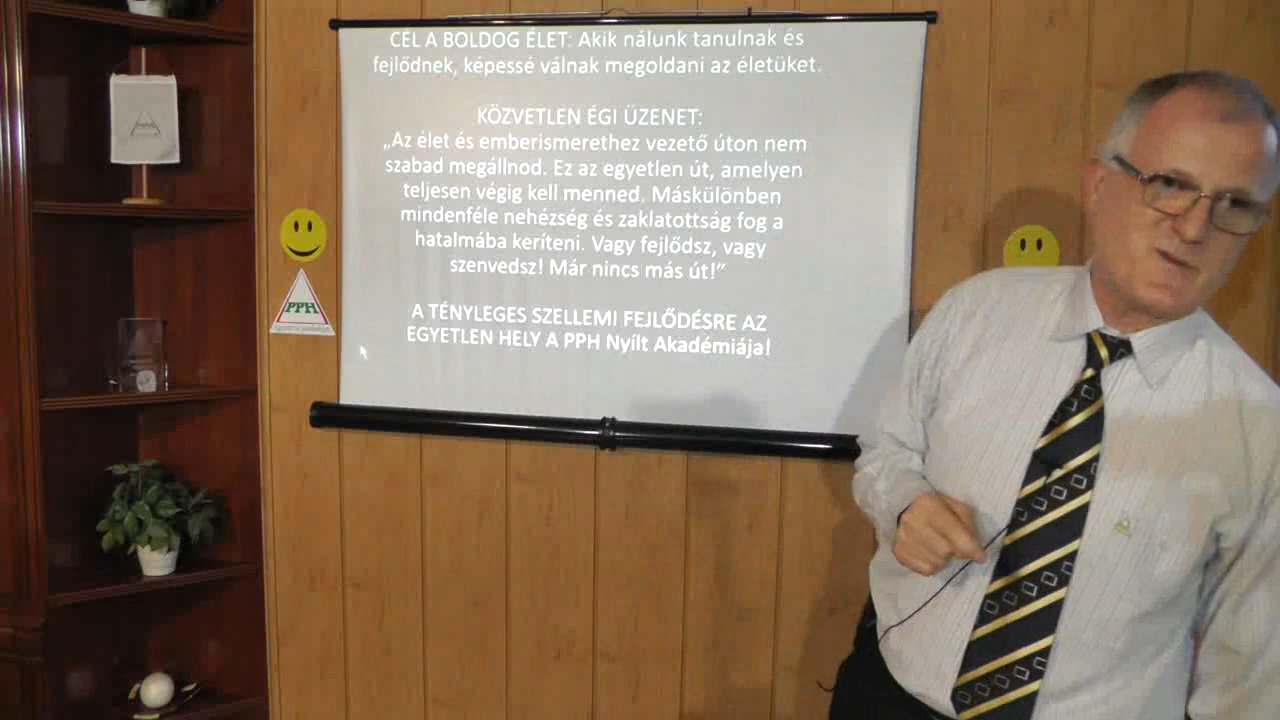 CÉL A BOLDOG ÉLET: Akik nálunk tanulnak és
fejlődnek, képessé válnak megoldani az életüket.
KÖZVETLEN ÉGI ÜZENET:
„Az élet és emberismerethez vezető úton nem
szabad megállnod. Ez az egyetlen út, amelyen
teljesen végig kell menned. Máskülönben
mindenféle nehézség és zaklatottság fog a
hatalmába keríteni. Vagy fejlődsz, vagy
szenvedsz! Már nincs más út!”
A TÉNYLEGES SZELLEMI FEJLŐDÉSRE AZ
EGYETLEN HELY A PPH Nyílt Akadémiája!
PPH